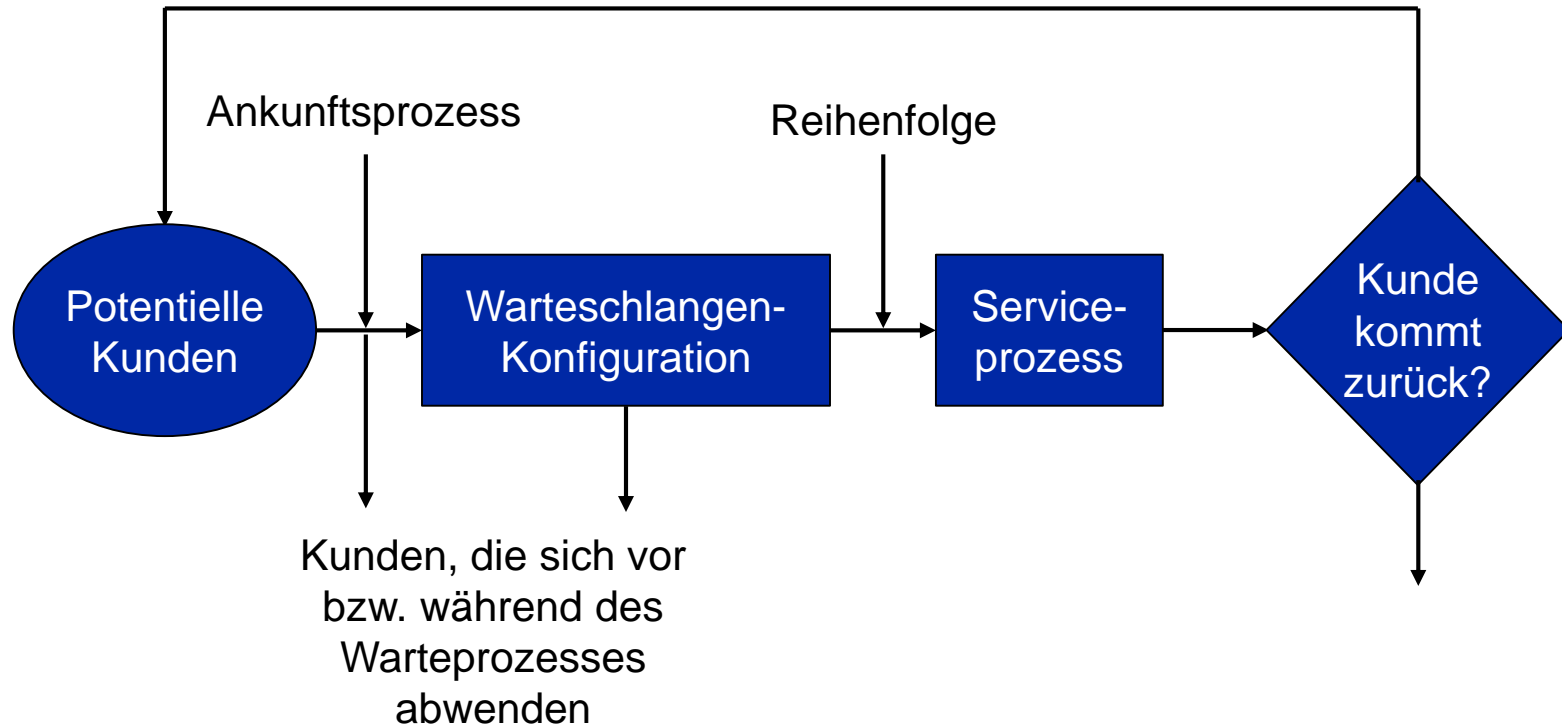 Ankunftsprozess
Reihenfolge
Potentielle
Kunden
Warteschlangen-
Konfiguration
Service-
prozess
Kunde
kommt
zurück?
Kunden, die sich vor
bzw. während des
Warteprozesses
abwenden